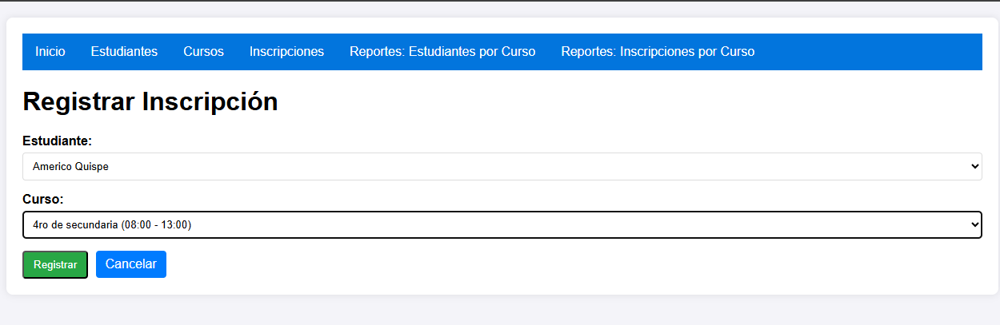 Inicio Estudiantes Cursos Inscripciones Reportes: Estudiantes por Curso Reportes: Inscripciones por Curso
Registrar Inscripción
Estudiante:
Americo Quispe
Curso:
4ro de secundaria (08:00 - 13:00)
Registrar Cancelar